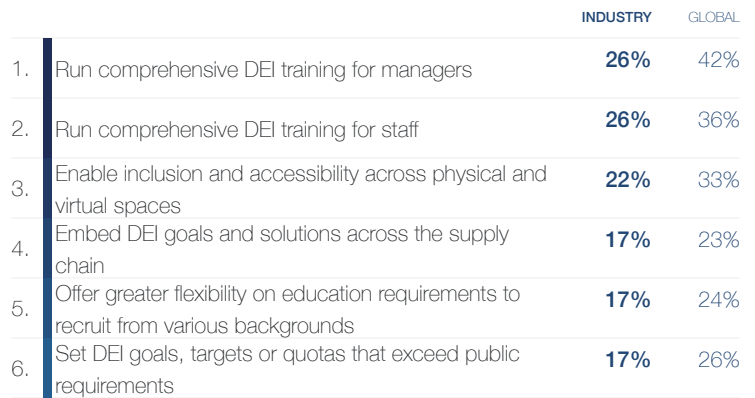 INDUSTRY GLOBAL
1. Run comprehensive DEI training for managers 26% 42%
2. Run comprehensive DEI training for staff 26% 36%
3. Enable inclusion and accessibility across physical and
virtual spaces 22% 33%
4. Embed DEI goals and solutions across the supply
chain 17% 23%
5. Offer greater flexibility on education requirements to
recruit from various backgrounds 17% 24%
6. Set DEI goals, targets or quotas that exceed public
requirements 17% 26%